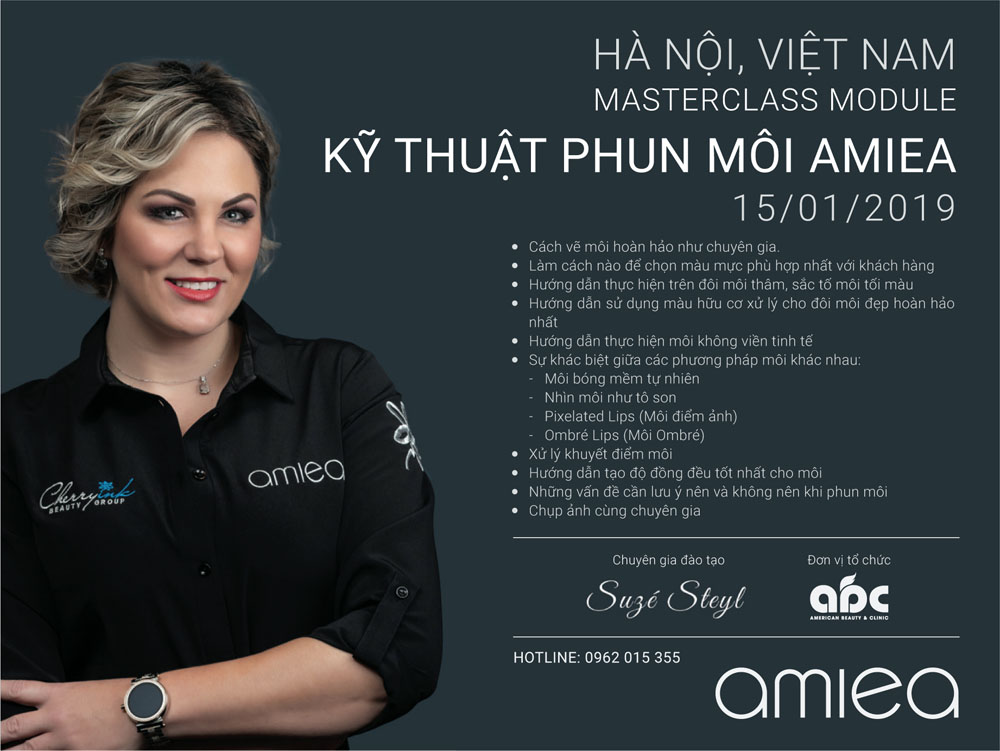 HÀ NỘI, VIỆT NAM
MASTERCLASS MODULE
KỸ THUẬT PHUN MÔI AMIEA
15/01/2019
• Cách vẽ môi hoàn hảo như chuyên gia.
• Làm cách nào để chọn màu mực phù hợp nhất với khách hàng
• Hướng dẫn thực hiện trên đôi môi thâm, sắc tố môi tối màu
• Hướng dẫn sử dụng màu hữu cơ xử lý cho đôi môi đẹp hoàn hảo
nhất
• Hướng dẫn thực hiện môi không viền tinh tế
• Sự khác biệt giữa các phương pháp môi khác nhau:
- Môi bóng mềm tự nhiên
- Nhìn môi như tô son
- Pixelated Lips (Môi điểm ảnh)
- Ombré Lips (Môi Ombré)
• Xử lý khuyết điểm môi
• Hướng dẫn tạo độ đồng đều tốt nhất cho môi
• Những vấn đề cần lưu ý nên và không nên khi phun môi
• Chụp ảnh cùng chuyên gia
Chuyên gia đào tạo
Suzé Steyl
Đơn vị tổ chức
abc
AMERICAN BEAUTY & CLINIC
HOTLINE: 0962 015 355
amiea
Cherryink
BEAUTY GROUP
amiea